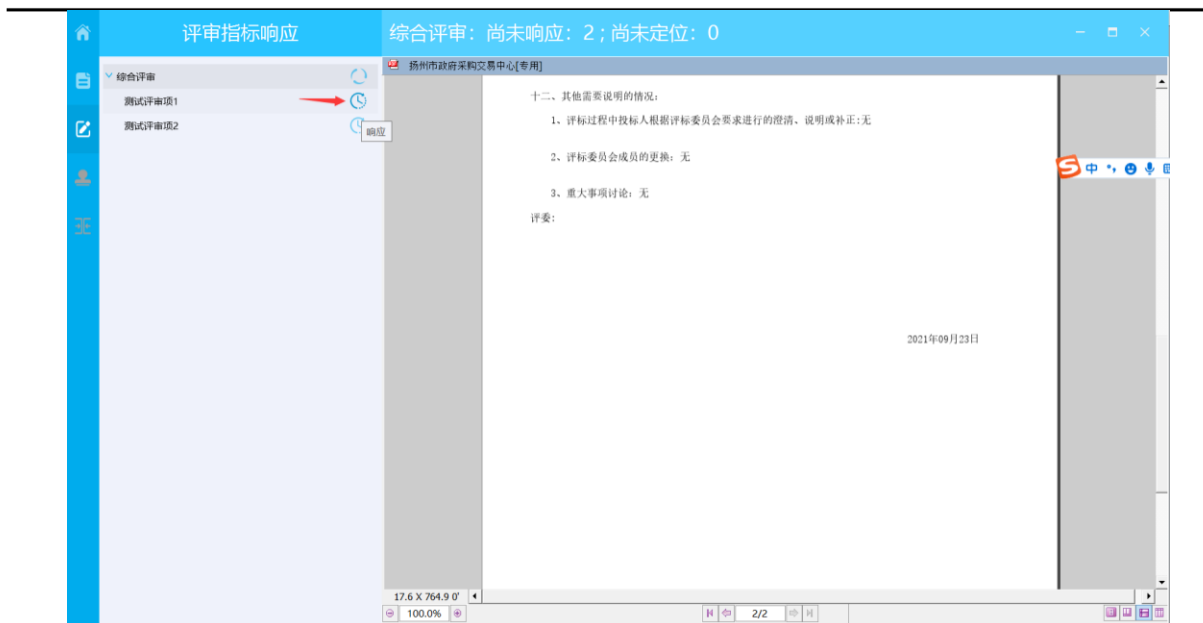 评审指标响应
综合评审：尚未响应：2；尚未定位：0
综合评审
测试评审项1
测试评审项2
响应
扬州市政府采购交易中心[专用]
十二、其他需要说明的情况：
1、评标过程中投标人根据评标委员会要求进行的澄清、说明或补正:无
2、评标委员会成员的更换：无
3、重大事项讨论：无
评委:
2021年09月23日
中
17.6 X 764.9 0'
100.0%
2/2